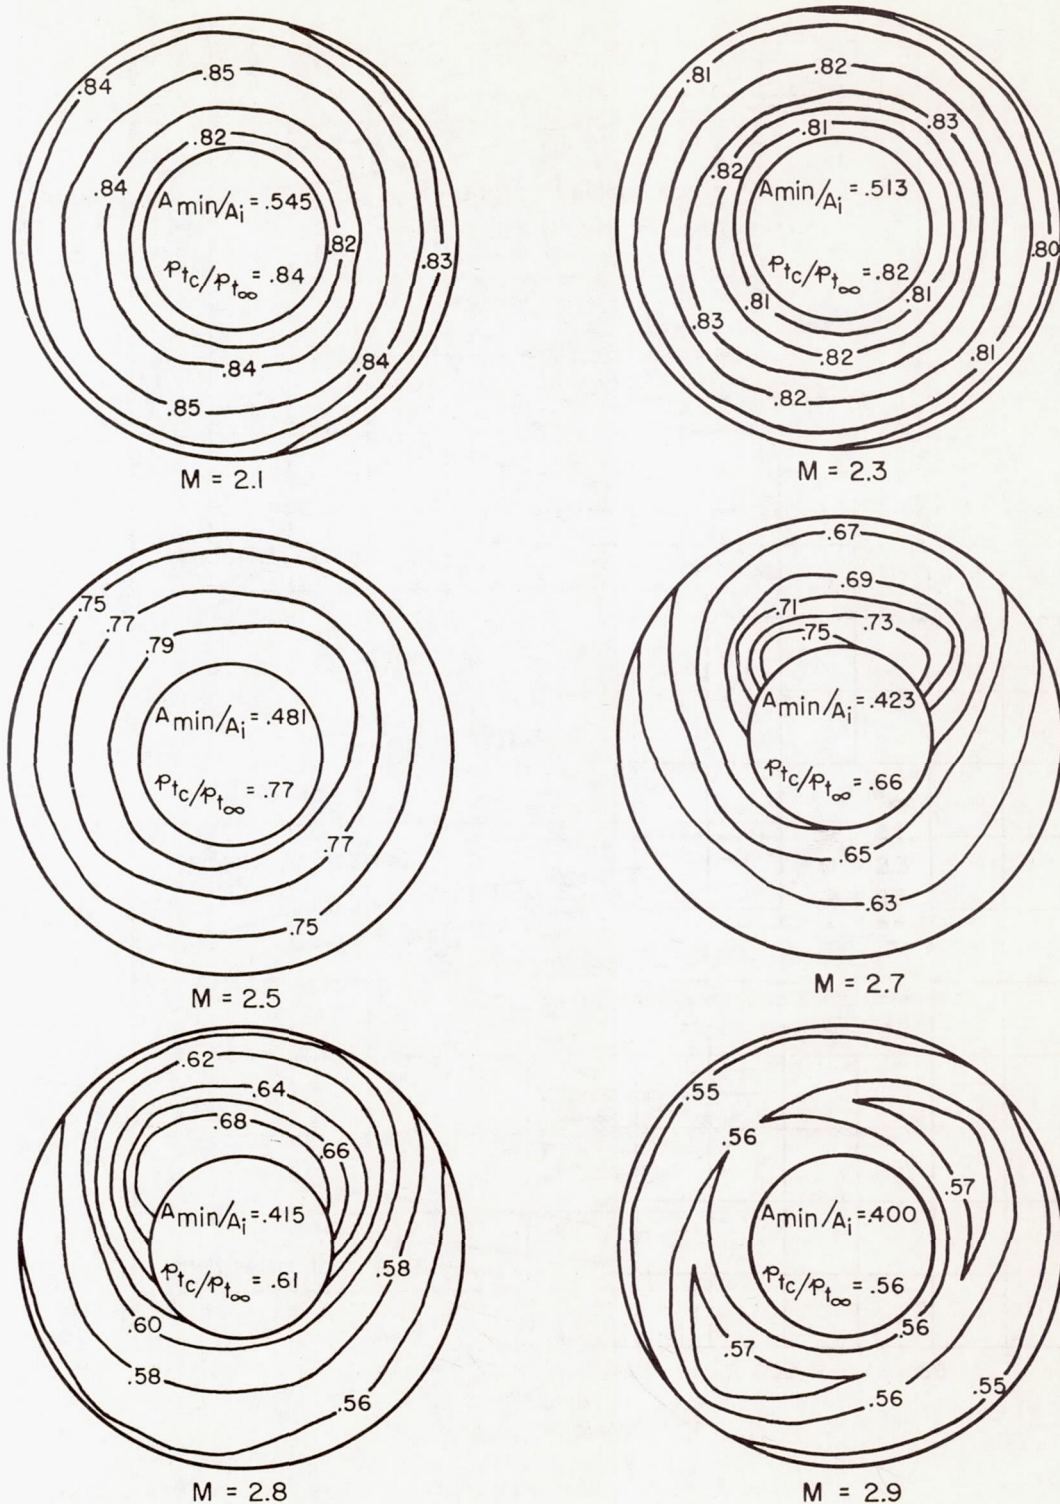 .84
.85
.82
.84
Amin/Ai = .545
.82
.83
ptc/pt∞ = .84
.84
.84
.85
M = 2.1
.81
.82
.83
.81
.82
Amin/Ai = .513
.80
ptc/pt∞ = .82
.81
.81
.83
.82
.81
.82
M = 2.3
.75
.77
.79
Amin/Ai = .481
ptc/pt∞ = .77
.77
.75
M = 2.5
.67
.69
.71
.73
.75
Amin/Ai = .423
ptc/pt∞ = .66
.65
.63
M = 2.7
.62
.64
.68
.66
Amin/Ai = .415
ptc/pt∞ = .61
.58
.60
.58
.56
M = 2.8
.55
.56
.57
Amin/Ai = .400
ptc/pt∞ = .56
.56
.57
.55
.56
M = 2.9